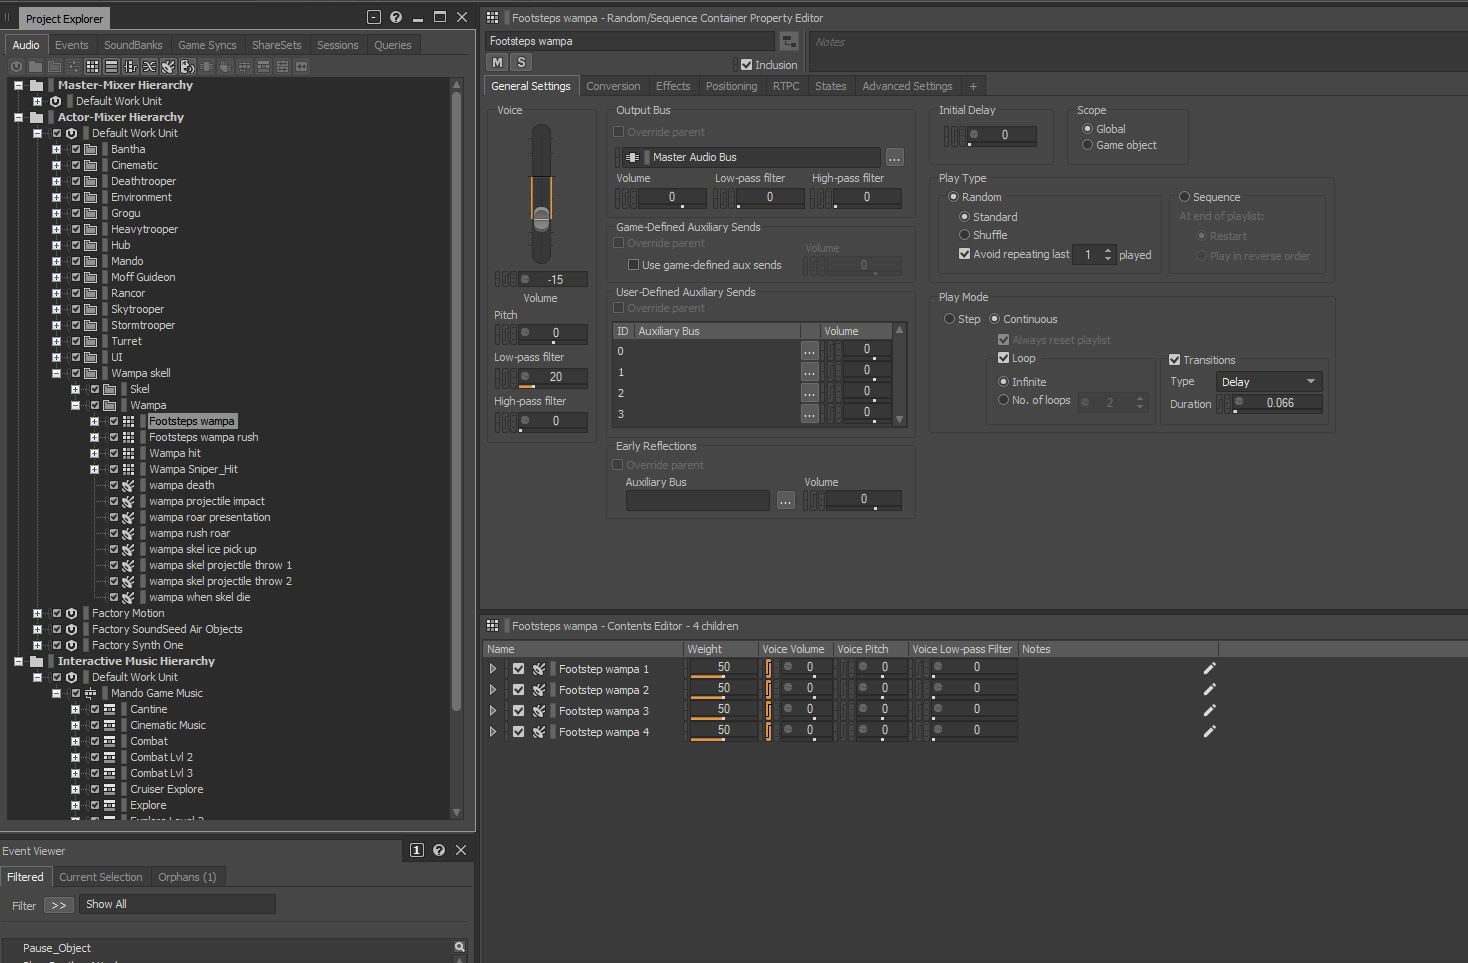 Project Explorer
Audio Events SoundBanks Game Syncs ShareSets Sessions Queries
Master-Mixer Hierarchy
Default Work Unit
Actor-Mixer Hierarchy
Default Work Unit
Bantha
Cinematic
Deathtrooper
Environment
Grogu
Heavytrooper
Hub
Mando
Moff Guideon
Rancor
Skytrooper
Stormtrooper
Turret
UI
Wampa skell
Skel
Wampa
Footsteps wampa
Footsteps wampa rush
Wampa hit
Wampa Sniper_Hit
wampa death
wampa projectile impact
wampa roar presentation
wampa rush roar
wampa skel ice pick up
wampa skel projectile throw 1
wampa skel projectile throw 2
wampa when skel die
Factory Motion
Factory SoundSeed Air Objects
Factory Synth One
Interactive Music Hierarchy
Default Work Unit
Mando Game Music
Cantine
Cinematic Music
Combat
Combat Lvl 2
Combat Lvl 3
Cruiser Explore
Explore
Event Viewer
1
Filtered Current Selection Orphans (1)
Filter >> Show All
Pause_Object
Footsteps wampa - Random/Sequence Container Property Editor
Footsteps wampa
Notes
M S
Inclusion
General Settings Conversion Effects Positioning RTPC States Advanced Settings +
Voice
-15
Volume
Pitch
0
Low-pass filter
20
High-pass filter
0
Output Bus
Override parent
Master Audio Bus ...
Volume Low-pass filter High-pass filter
0 0 0
Game-Defined Auxiliary Sends
Override parent
Volume
Use game-defined aux sends 0
User-Defined Auxiliary Sends
Override parent
ID Auxiliary Bus Volume
0 ... 0
1 ... 0
2 ... 0
3 ... 0
Early Reflections
Override parent
Auxiliary Bus Volume
... 0
Initial Delay
0
Scope
Global
Game object
Play Type
Random
Standard
Shuffle
Avoid repeating last 1 played
Sequence
At end of playlist:
Restart
Play in reverse order
Play Mode
Step Continuous
Always reset playlist
Loop
Infinite
No. of loops 2
Transitions
Type Delay
Duration 0.066
Footsteps wampa - Contents Editor - 4 children
Name Weight Voice Volume Voice Pitch Voice Low-pass Filter Notes
Footstep wampa 1 50 0 0 0
Footstep wampa 2 50 0 0 0
Footstep wampa 3 50 0 0 0
Footstep wampa 4 50 0 0 0